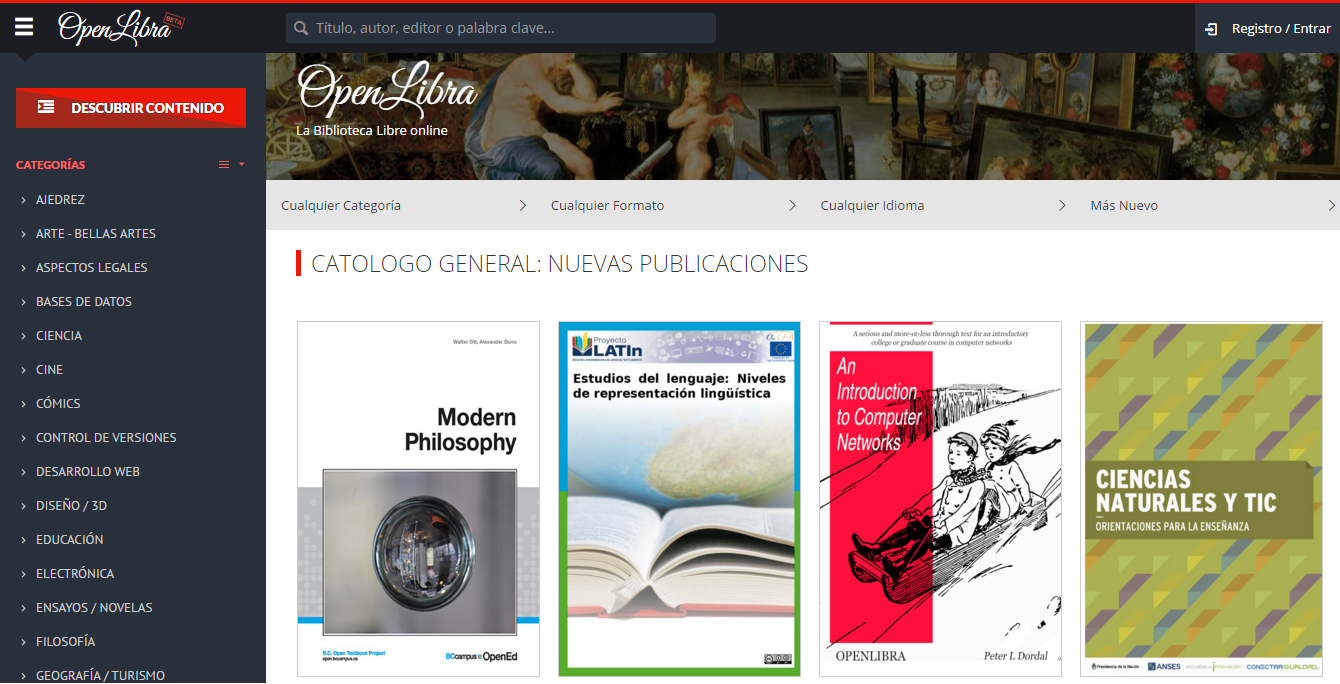 OpenLibra BETA
Título, autor, editor o palabra clave...
Registro / Entrar
DESCUBRIR CONTENIDO
CATEGORÍAS
AJEDREZ
ARTE - BELLAS ARTES
ASPECTOS LEGALES
BASES DE DATOS
CIENCIA
CINE
CÓMICS
CONTROL DE VERSIONES
DESARROLLO WEB
DISEÑO / 3D
EDUCACIÓN
ELECTRÓNICA
ENSAYOS / NOVELAS
FILOSOFÍA
GEOGRAFÍA / TURISMO
OpenLibra
La Biblioteca Libre online
Cualquier Categoría
Cualquier Formato
Cualquier Idioma
Más Nuevo
CATOLOGO GENERAL: NUEVAS PUBLICACIONES
Walter Ott, Alexander Dunn
Modern
Philosophy
B.C. Open Textbook Project
open.bccampus.ca
BCcampus OpenEd
Proyecto
LATIn
ALFA
Estudios del lenguaje: Niveles
de representación lingüística
A serious and more-or-less thorough text for an introductory
college or graduate course in computer networks
An
Introduction
to Computer
Networks
OPENLIBRA
Peter L Dordal
CIENCIAS
NATURALES Y TIC
ORIENTACIONES PARA LA ENSEÑANZA
Presidencia de la Nación
ANSES
escuelas de innovación
CONECTAR IGUALDAD